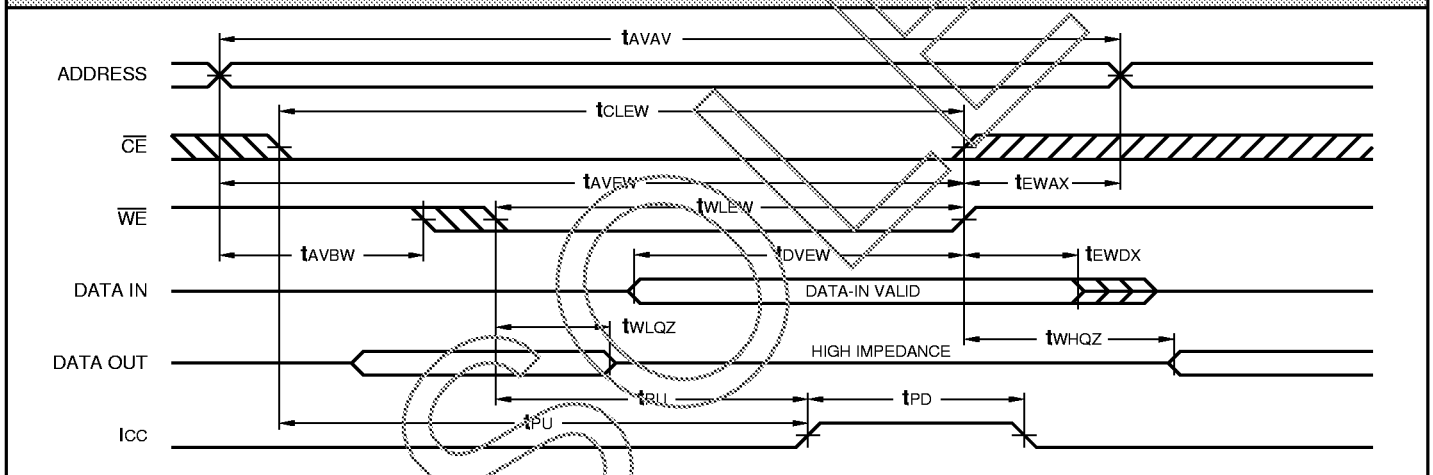 tAVAV
ADDRESS
tCLEW
CE
tAVEW
tEWAX
WE
tWLEW
tAVBW
tDVEW
tEWDX
DATA IN
DATA-IN VALID
tWLQZ
tWHQZ
DATA OUT
HIGH IMPEDANCE
tPU
tPD
tPU
ICC